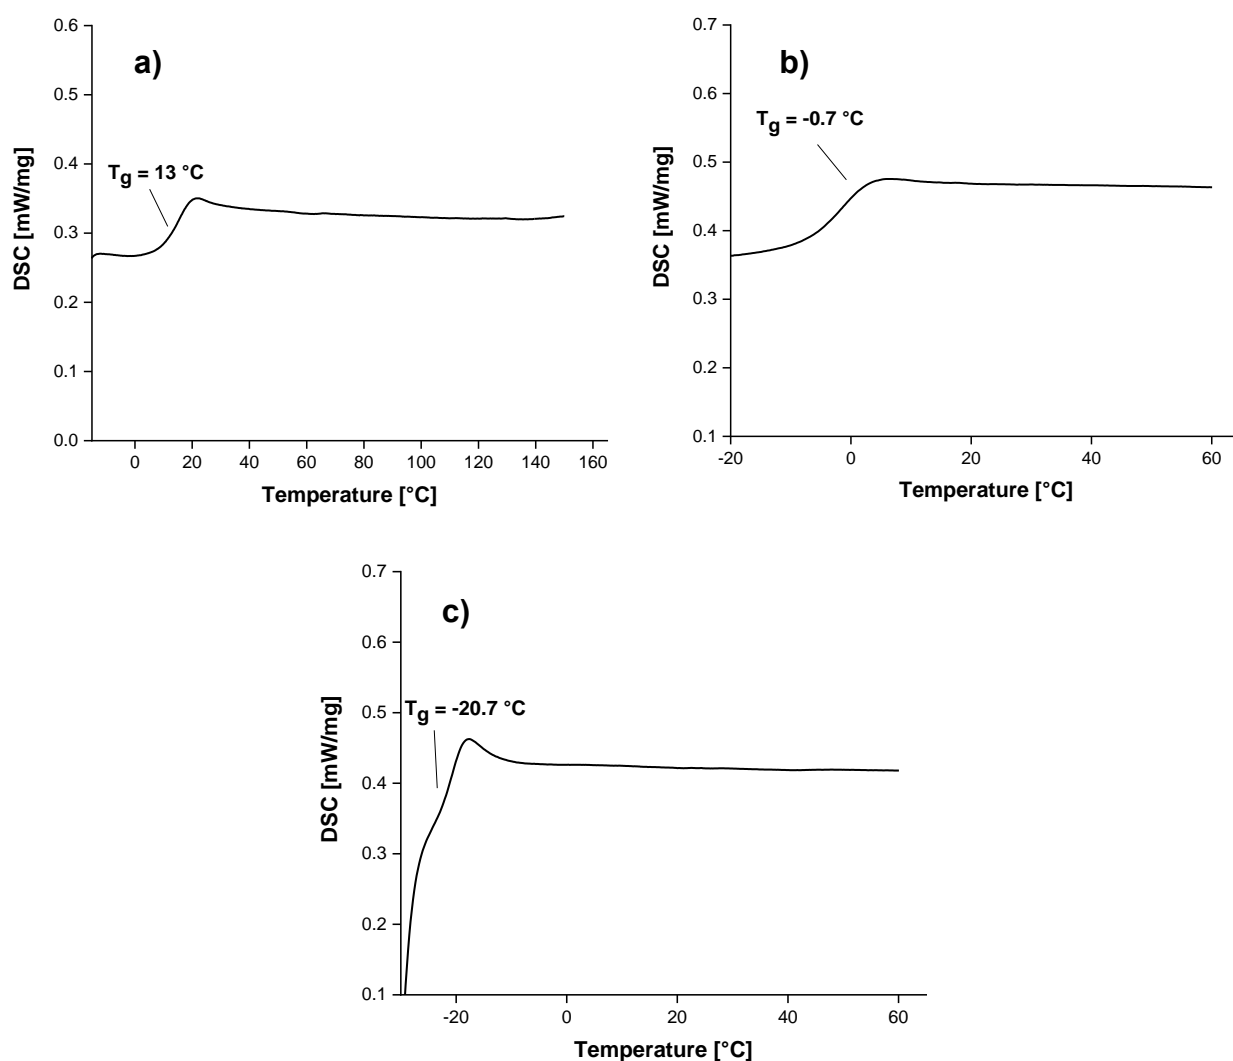 a)
0.6
0.5
0.4
0.3
0.2
0.1
0.0
DSC [mW/mg]
Tg = 13 °C
0 20 40 60 80 100 120 140 160
Temperature [°C]
b)
0.7
0.6
0.5
0.4
0.3
0.2
0.1
DSC [mW/mg]
Tg = -0.7 °C
-20 0 20 40 60
Temperature [°C]
c)
0.7
0.6
0.5
0.4
0.3
0.2
0.1
DSC [mW/mg]
Tg = -20.7 °C
-20 0 20 40 60
Temperature [°C]